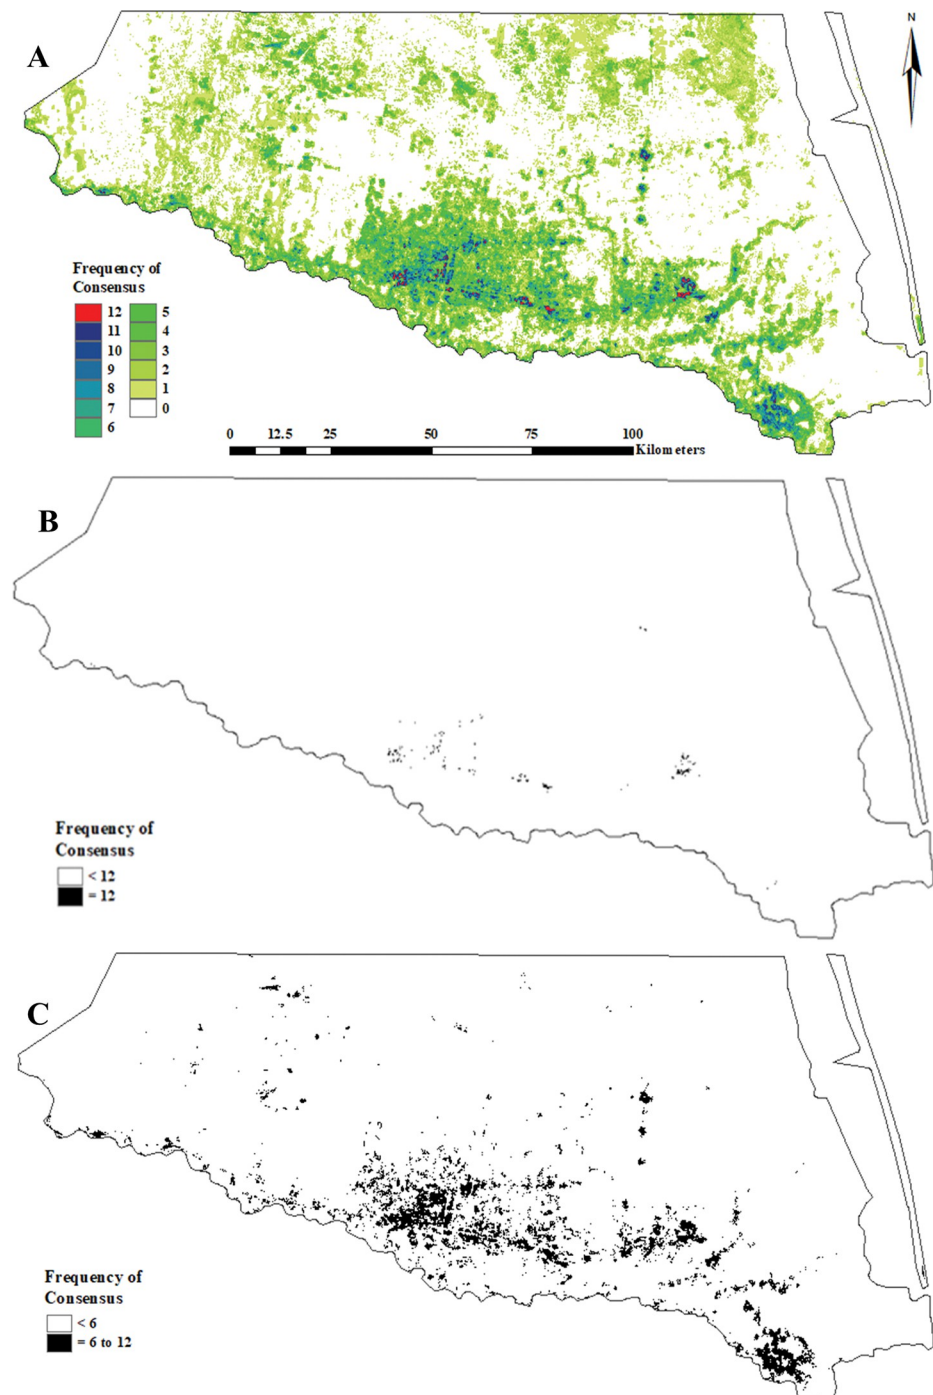 A
N
Frequency of
Consensus
12 5
11 4
10 3
9 2
8 1
7 0
6
0 12.5 25 50 75 100
Kilometers
B
Frequency of
Consensus
< 12
= 12
C
Frequency of
Consensus
< 6
= 6 to 12